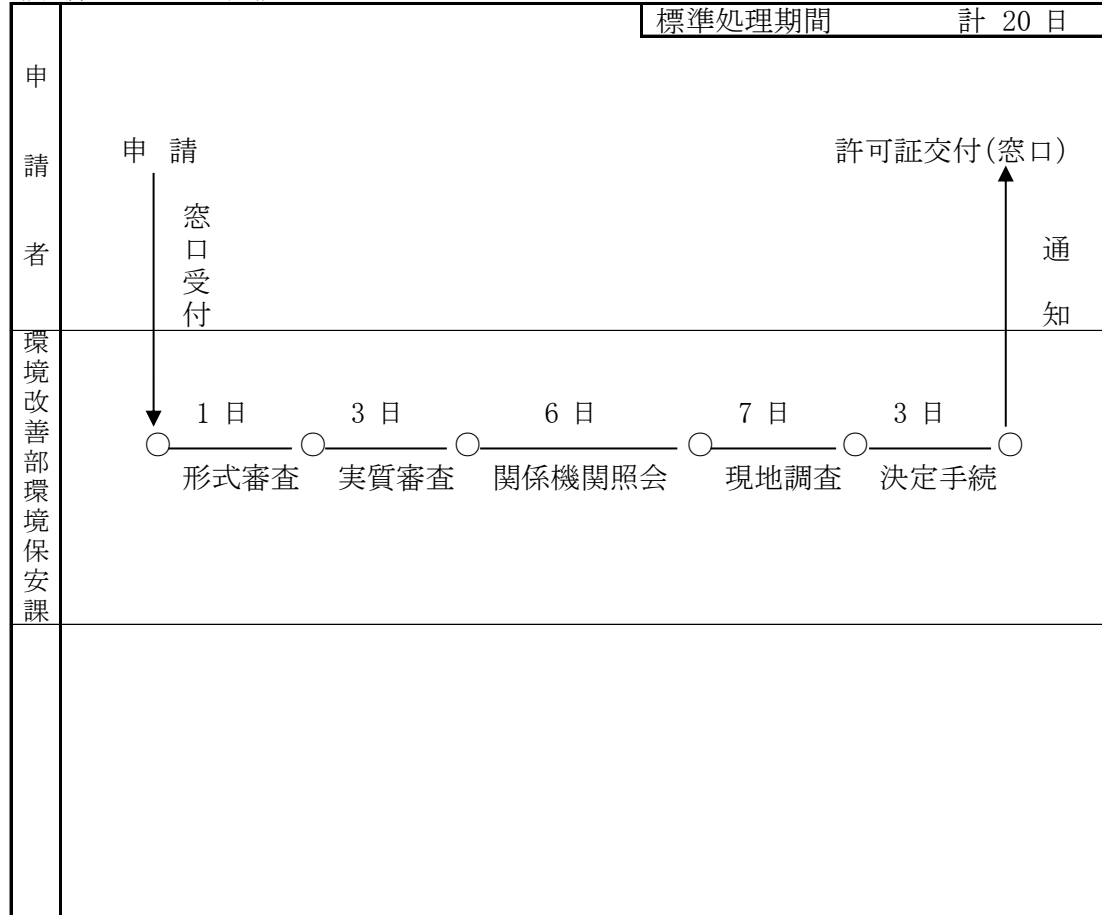 標準処理期間 計 20 日
申請者
申 請
許可証交付(窓口)
窓口受付
通知
環境改善部環境保安課
1 日 3 日 6 日 7 日 3 日
形式審査 実質審査 関係機関照会 現地調査 決定手続